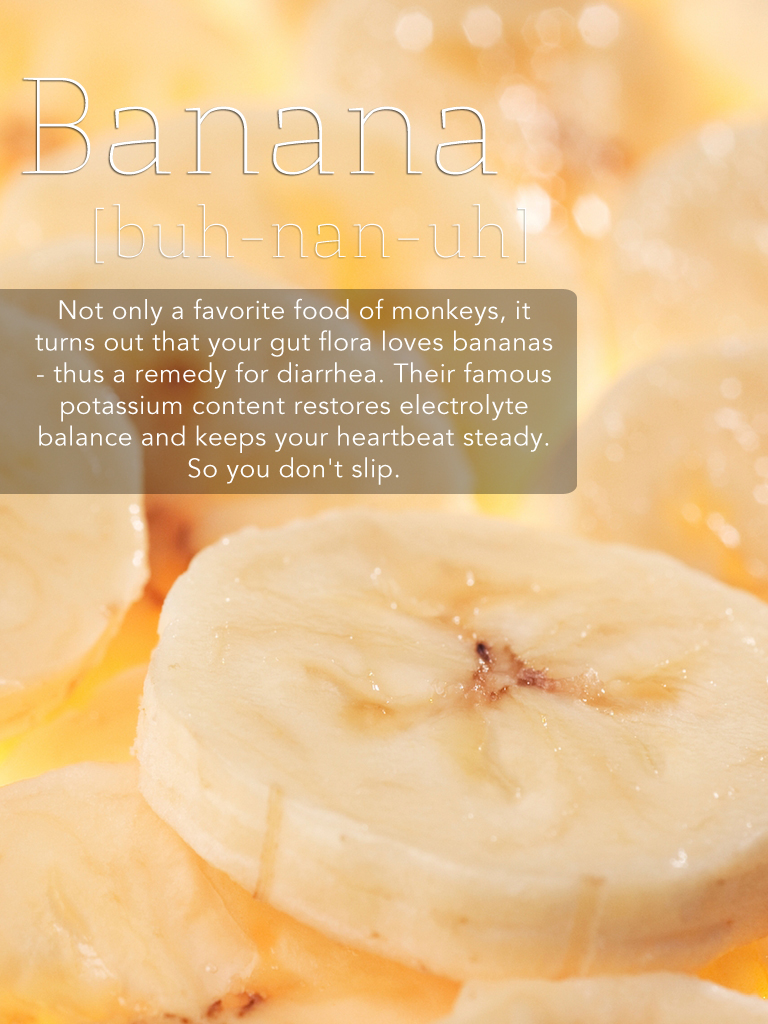 Banana
[buh-nan-uh]
Not only a favorite food of monkeys, it
turns out that your gut flora loves bananas
- thus a remedy for diarrhea. Their famous
potassium content restores electrolyte
balance and keeps your heartbeat steady.
So you don't slip.